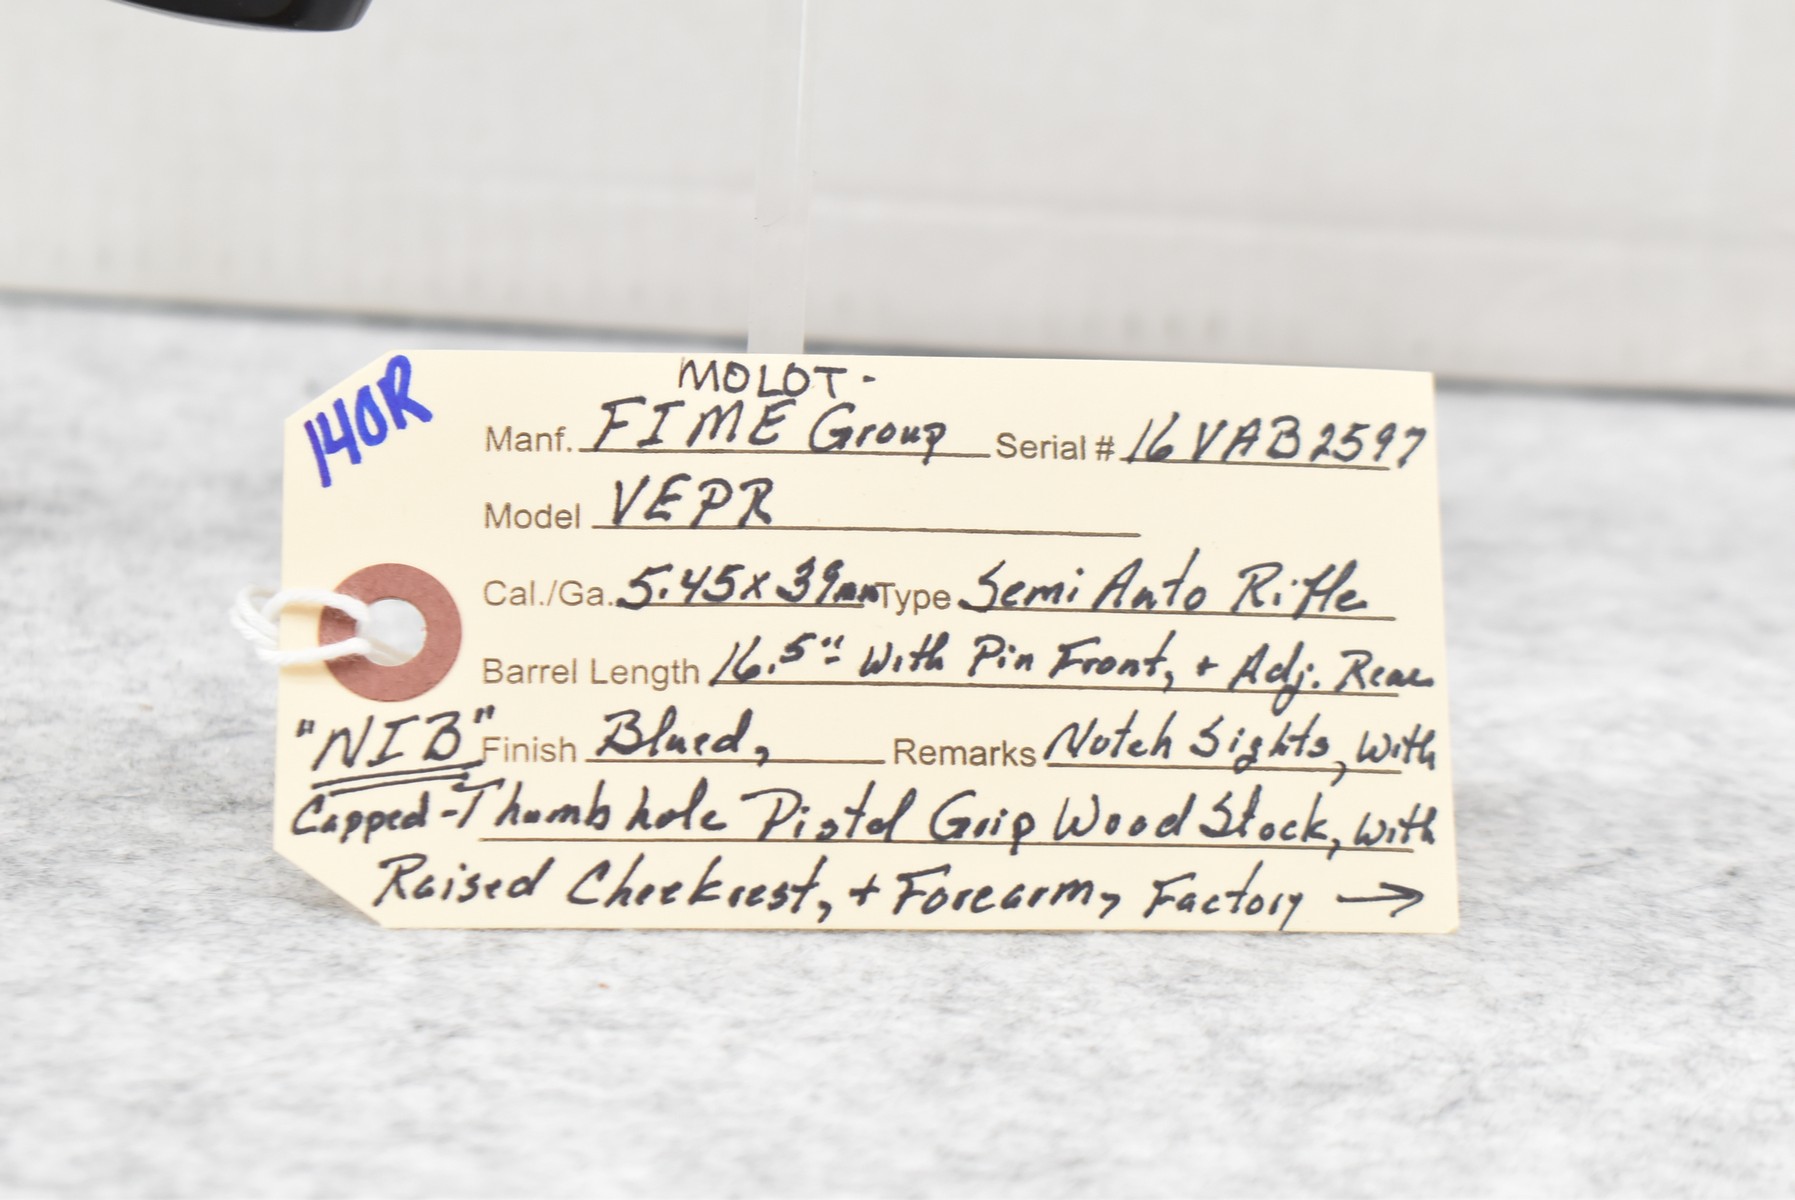 140R
MOLOT -
Manf. FIME Group Serial # 16VAB2597
Model VEPR
Cal./Ga. 5.45x39mm Type Semi Auto Rifle
Barrel Length 16.5" with Pin Front, + Adj. Rear
"NIB" Finish Blued, Remarks Notch Sights, with
Capped-Thumbhole Pistol Grip Wood Stock, with
Raised Cheekrest, + Forearm, Factory →